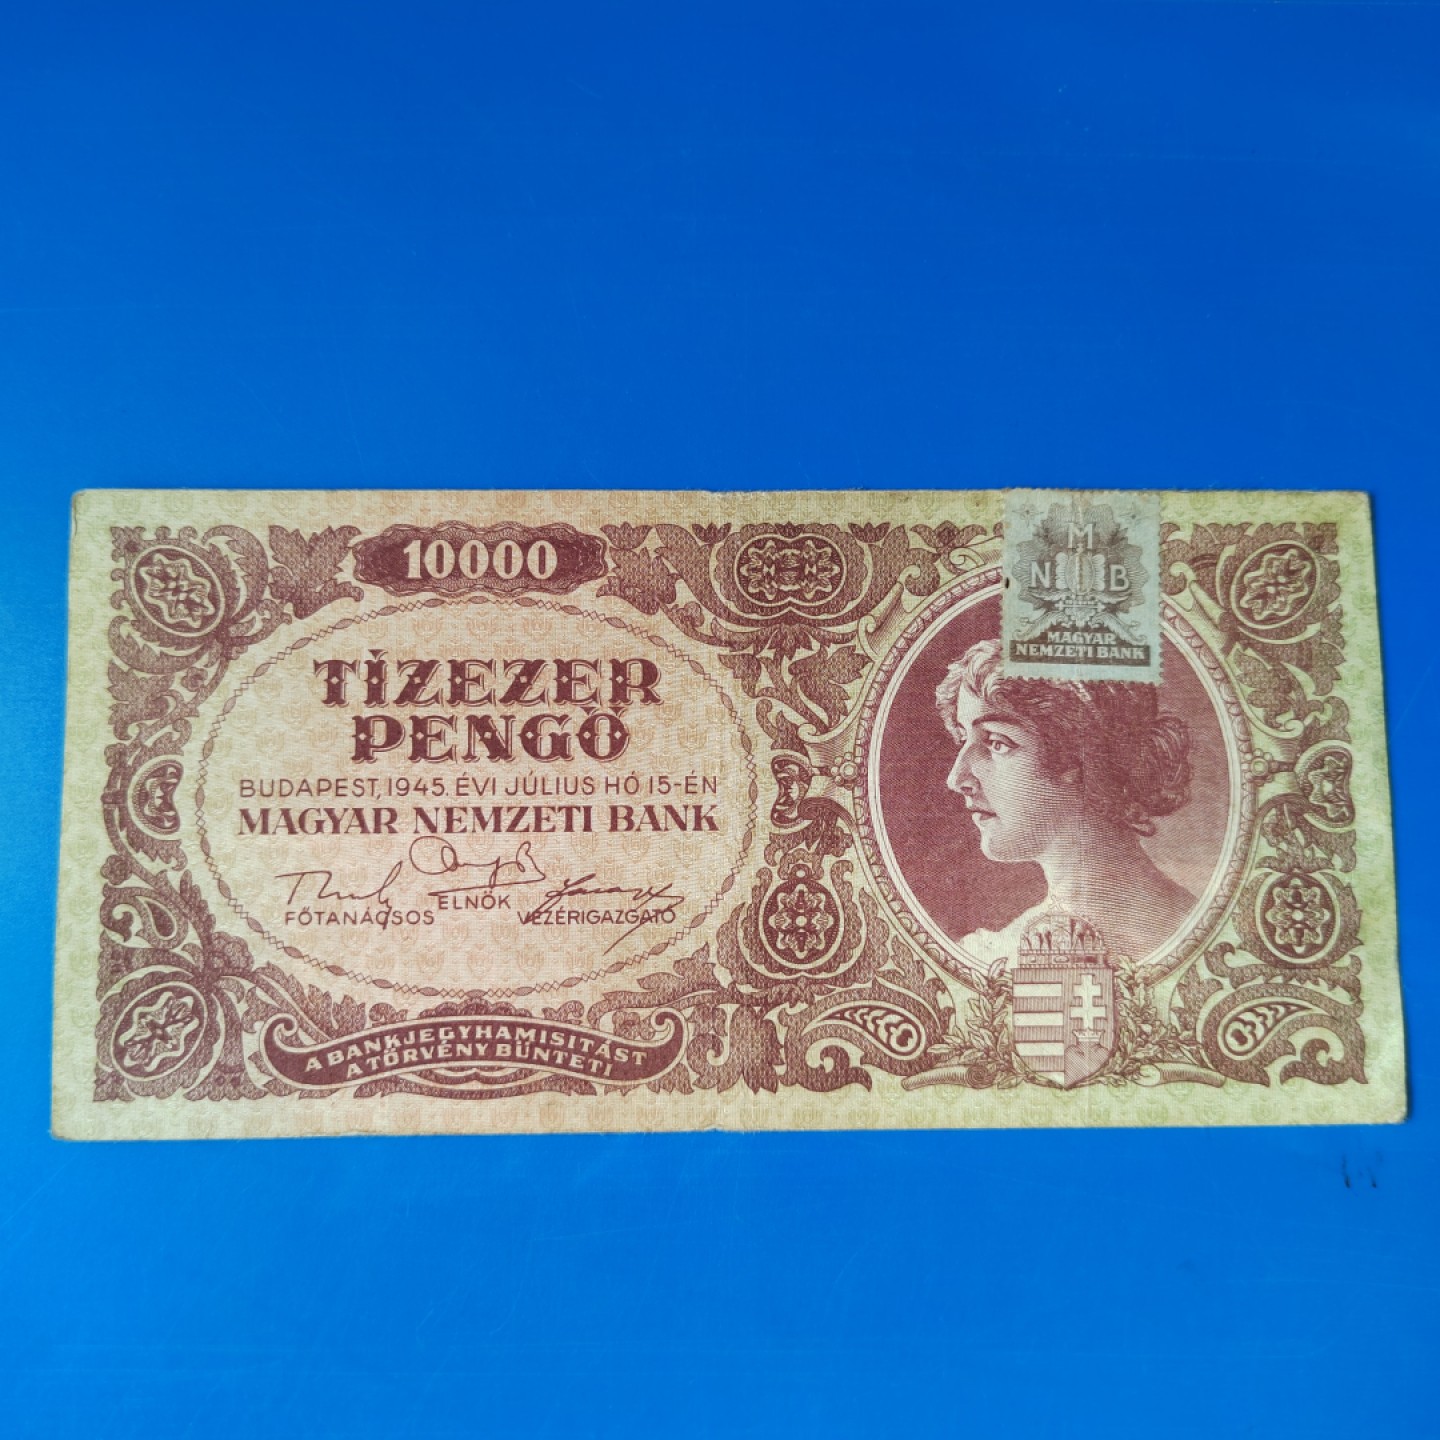 10000
TÍZEZER
PENGŐ
BUDAPEST, 1945. ÉVI JÚLIUS HÓ 15-ÉN
MAGYAR NEMZETI BANK
ELNÖK
FŐTANÁCSOS VEZÉRIGAZGATÓ
A BANKJEGYHAMISÍTÁST
A TÖRVÉNY BÜNTETI
M
N B
MAGYAR
NEMZETI BANK